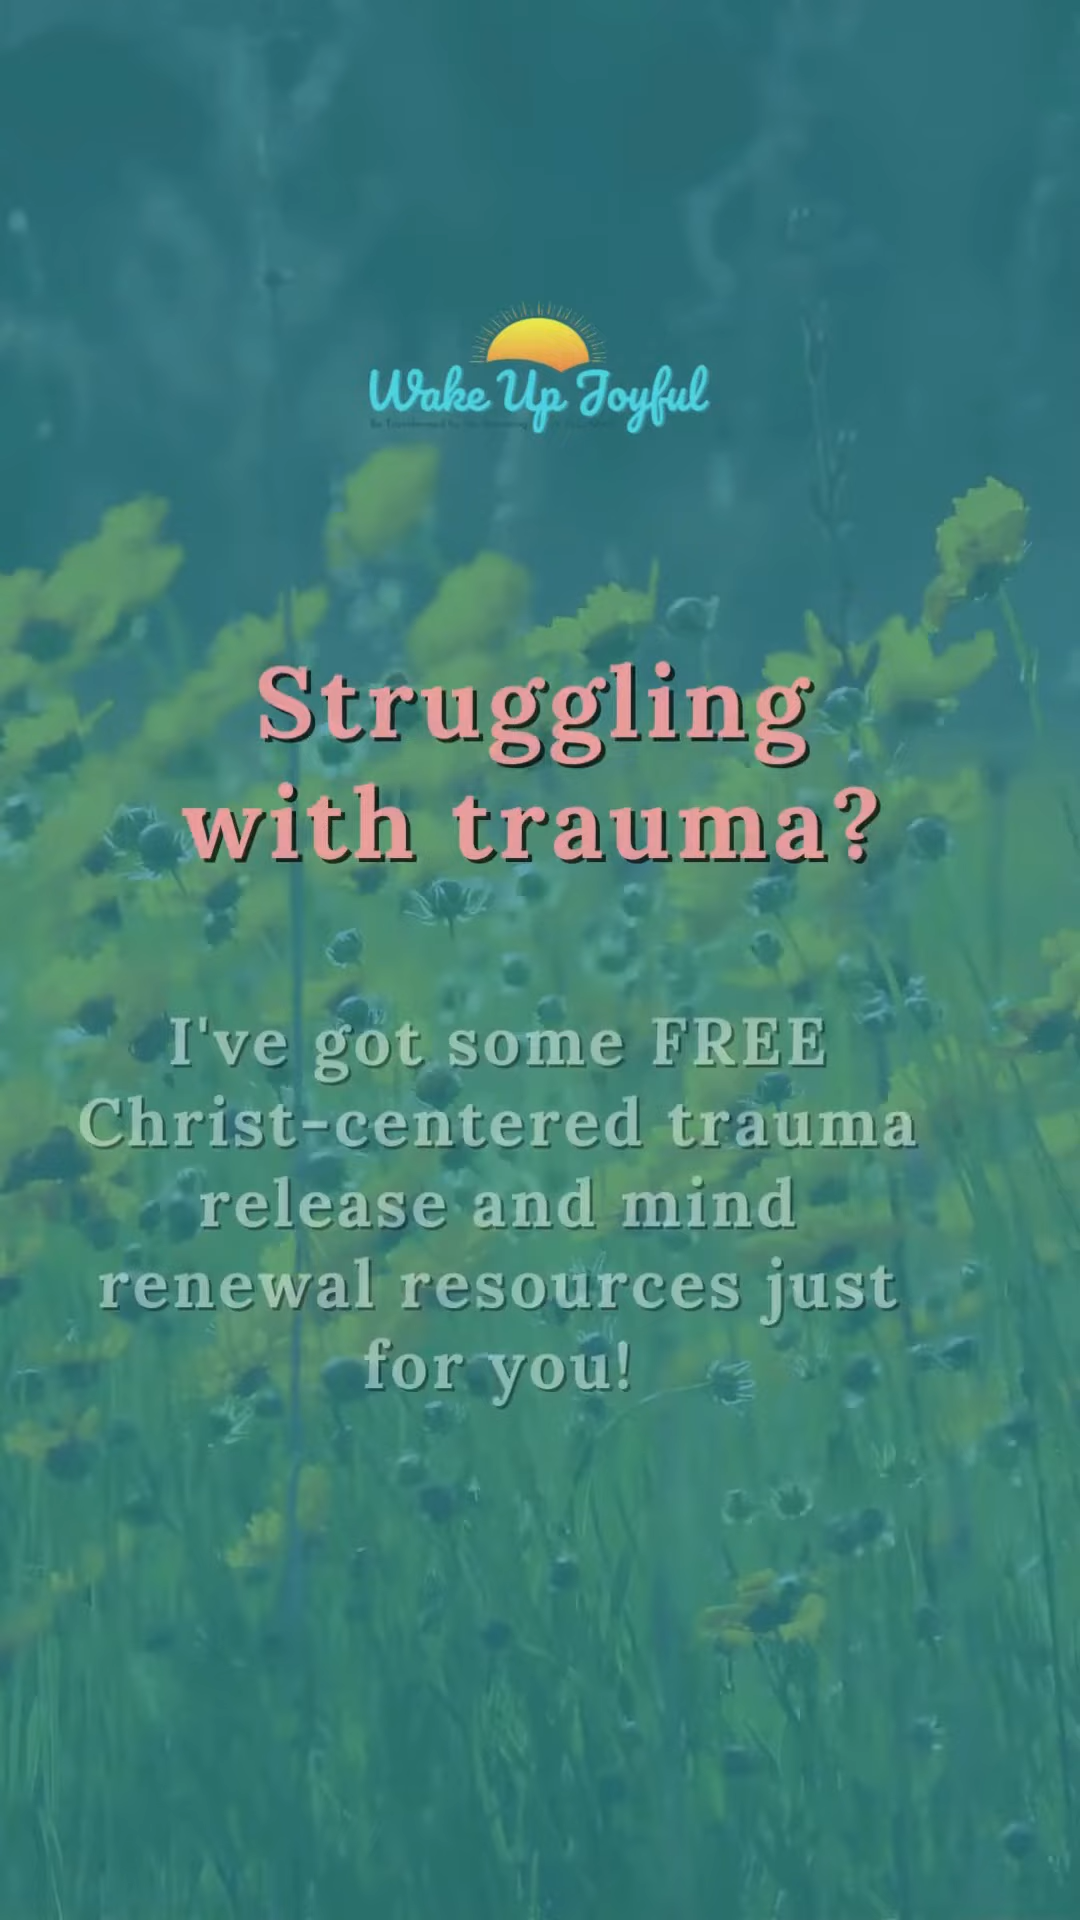 Wake Up Joyful
Struggling
with trauma?
I've got some FREE
Christ-centered trauma
release and mind
renewal resources just
for you!